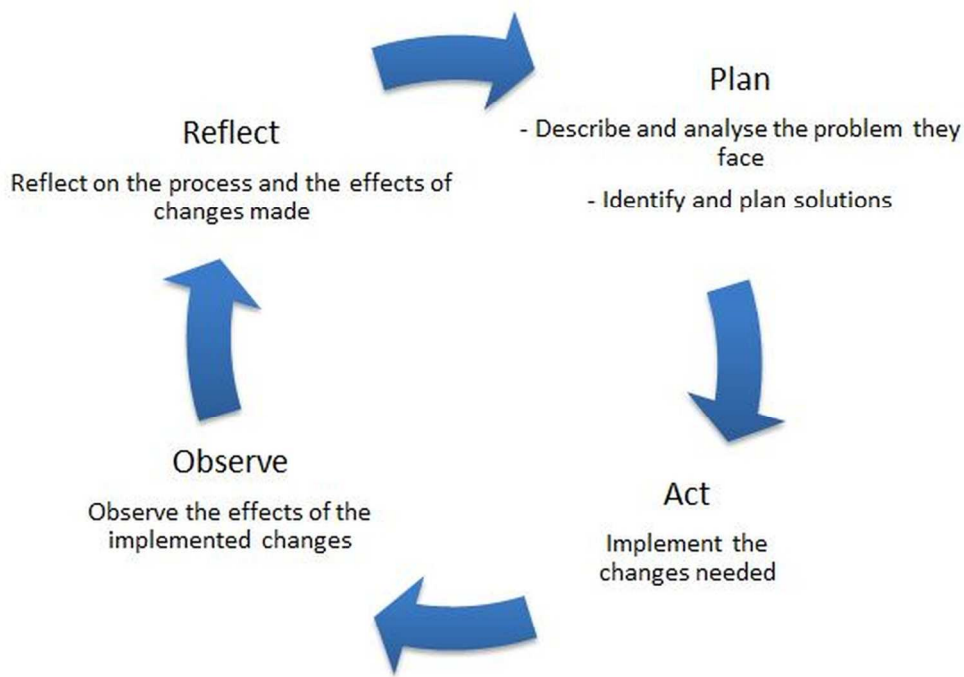 Plan
- Describe and analyse the problem they
face
- Identify and plan solutions
Act
Implement the
changes needed
Observe
Observe the effects of the
implemented changes
Reflect
Reflect on the process and the effects of
changes made